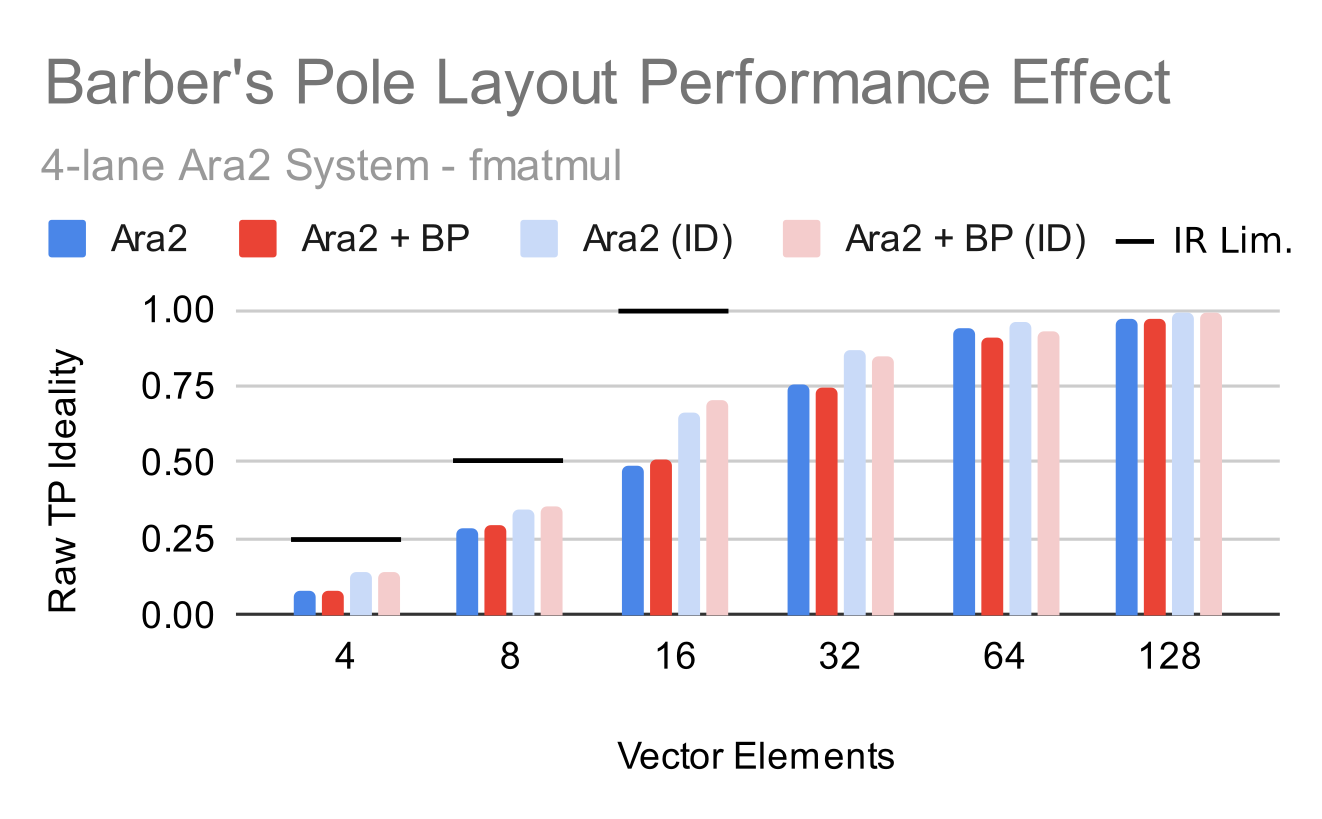 Barber's Pole Layout Performance Effect
4-lane Ara2 System - fmatmul
Ara2 Ara2 + BP Ara2 (ID) Ara2 + BP (ID) IR Lim.
Raw TP Ideality
1.00
0.75
0.50
0.25
0.00
4 8 16 32 64 128
Vector Elements